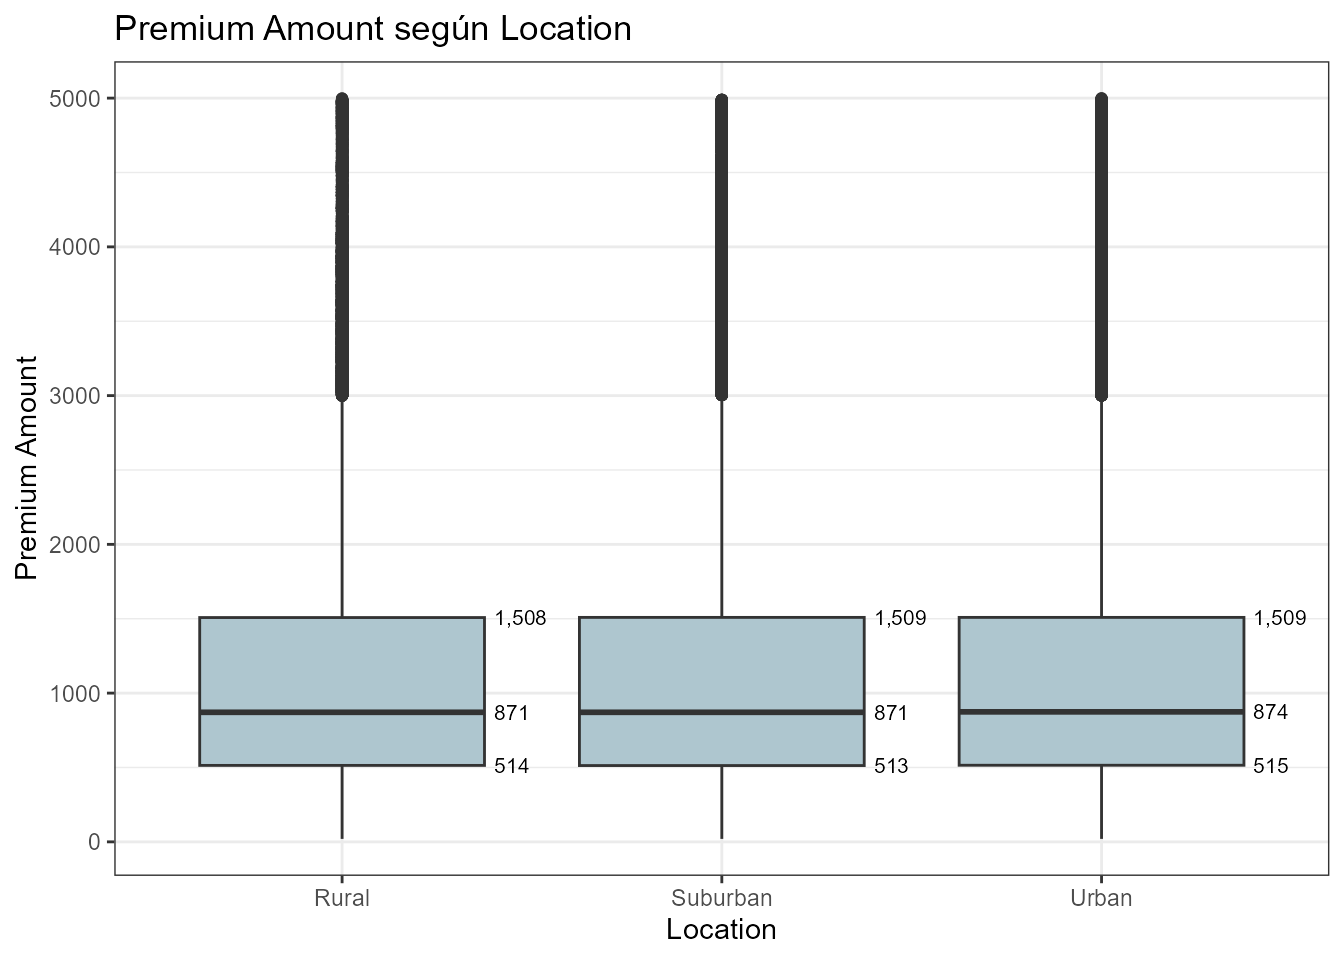 Premium Amount según Location
Premium Amount
5000
4000
3000
2000
1000
0
1,508
871
514
1,509
871
513
1,509
874
515
Rural
Suburban
Urban
Location